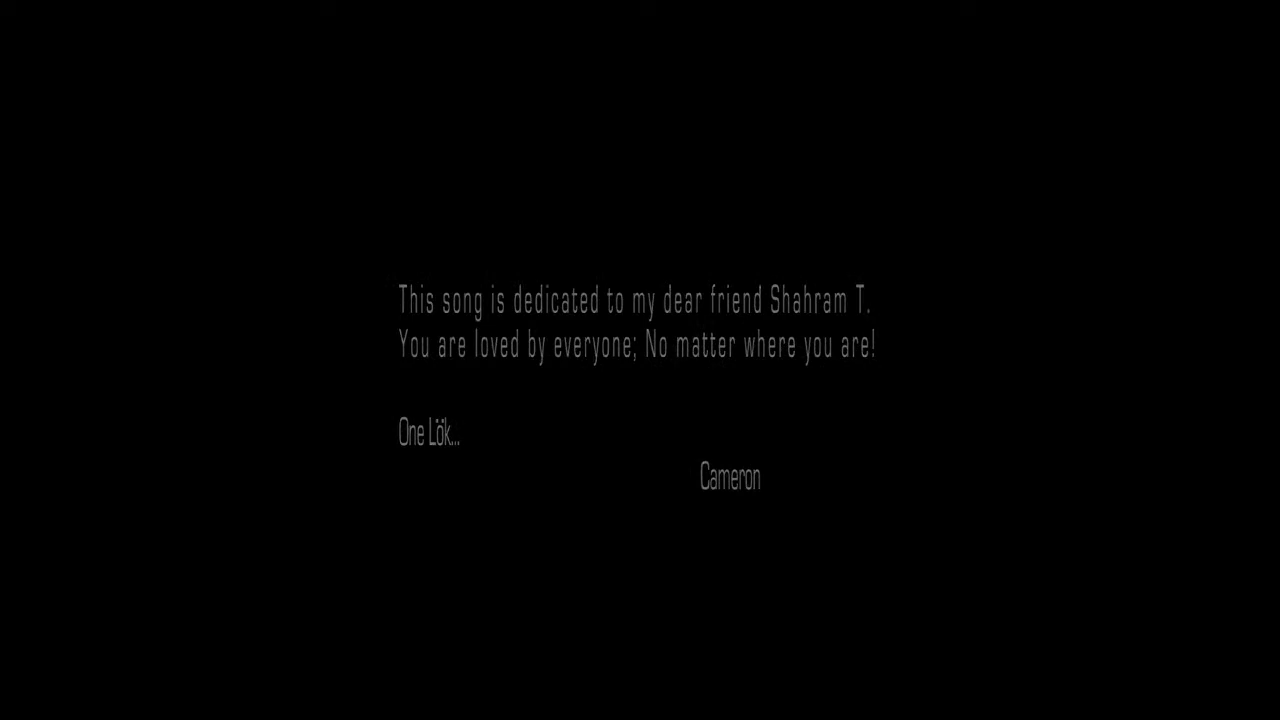 This song is dedicated to my dear friend Shahram T.
You are loved by everyone; No matter where you are!
One Lök...
Cameron